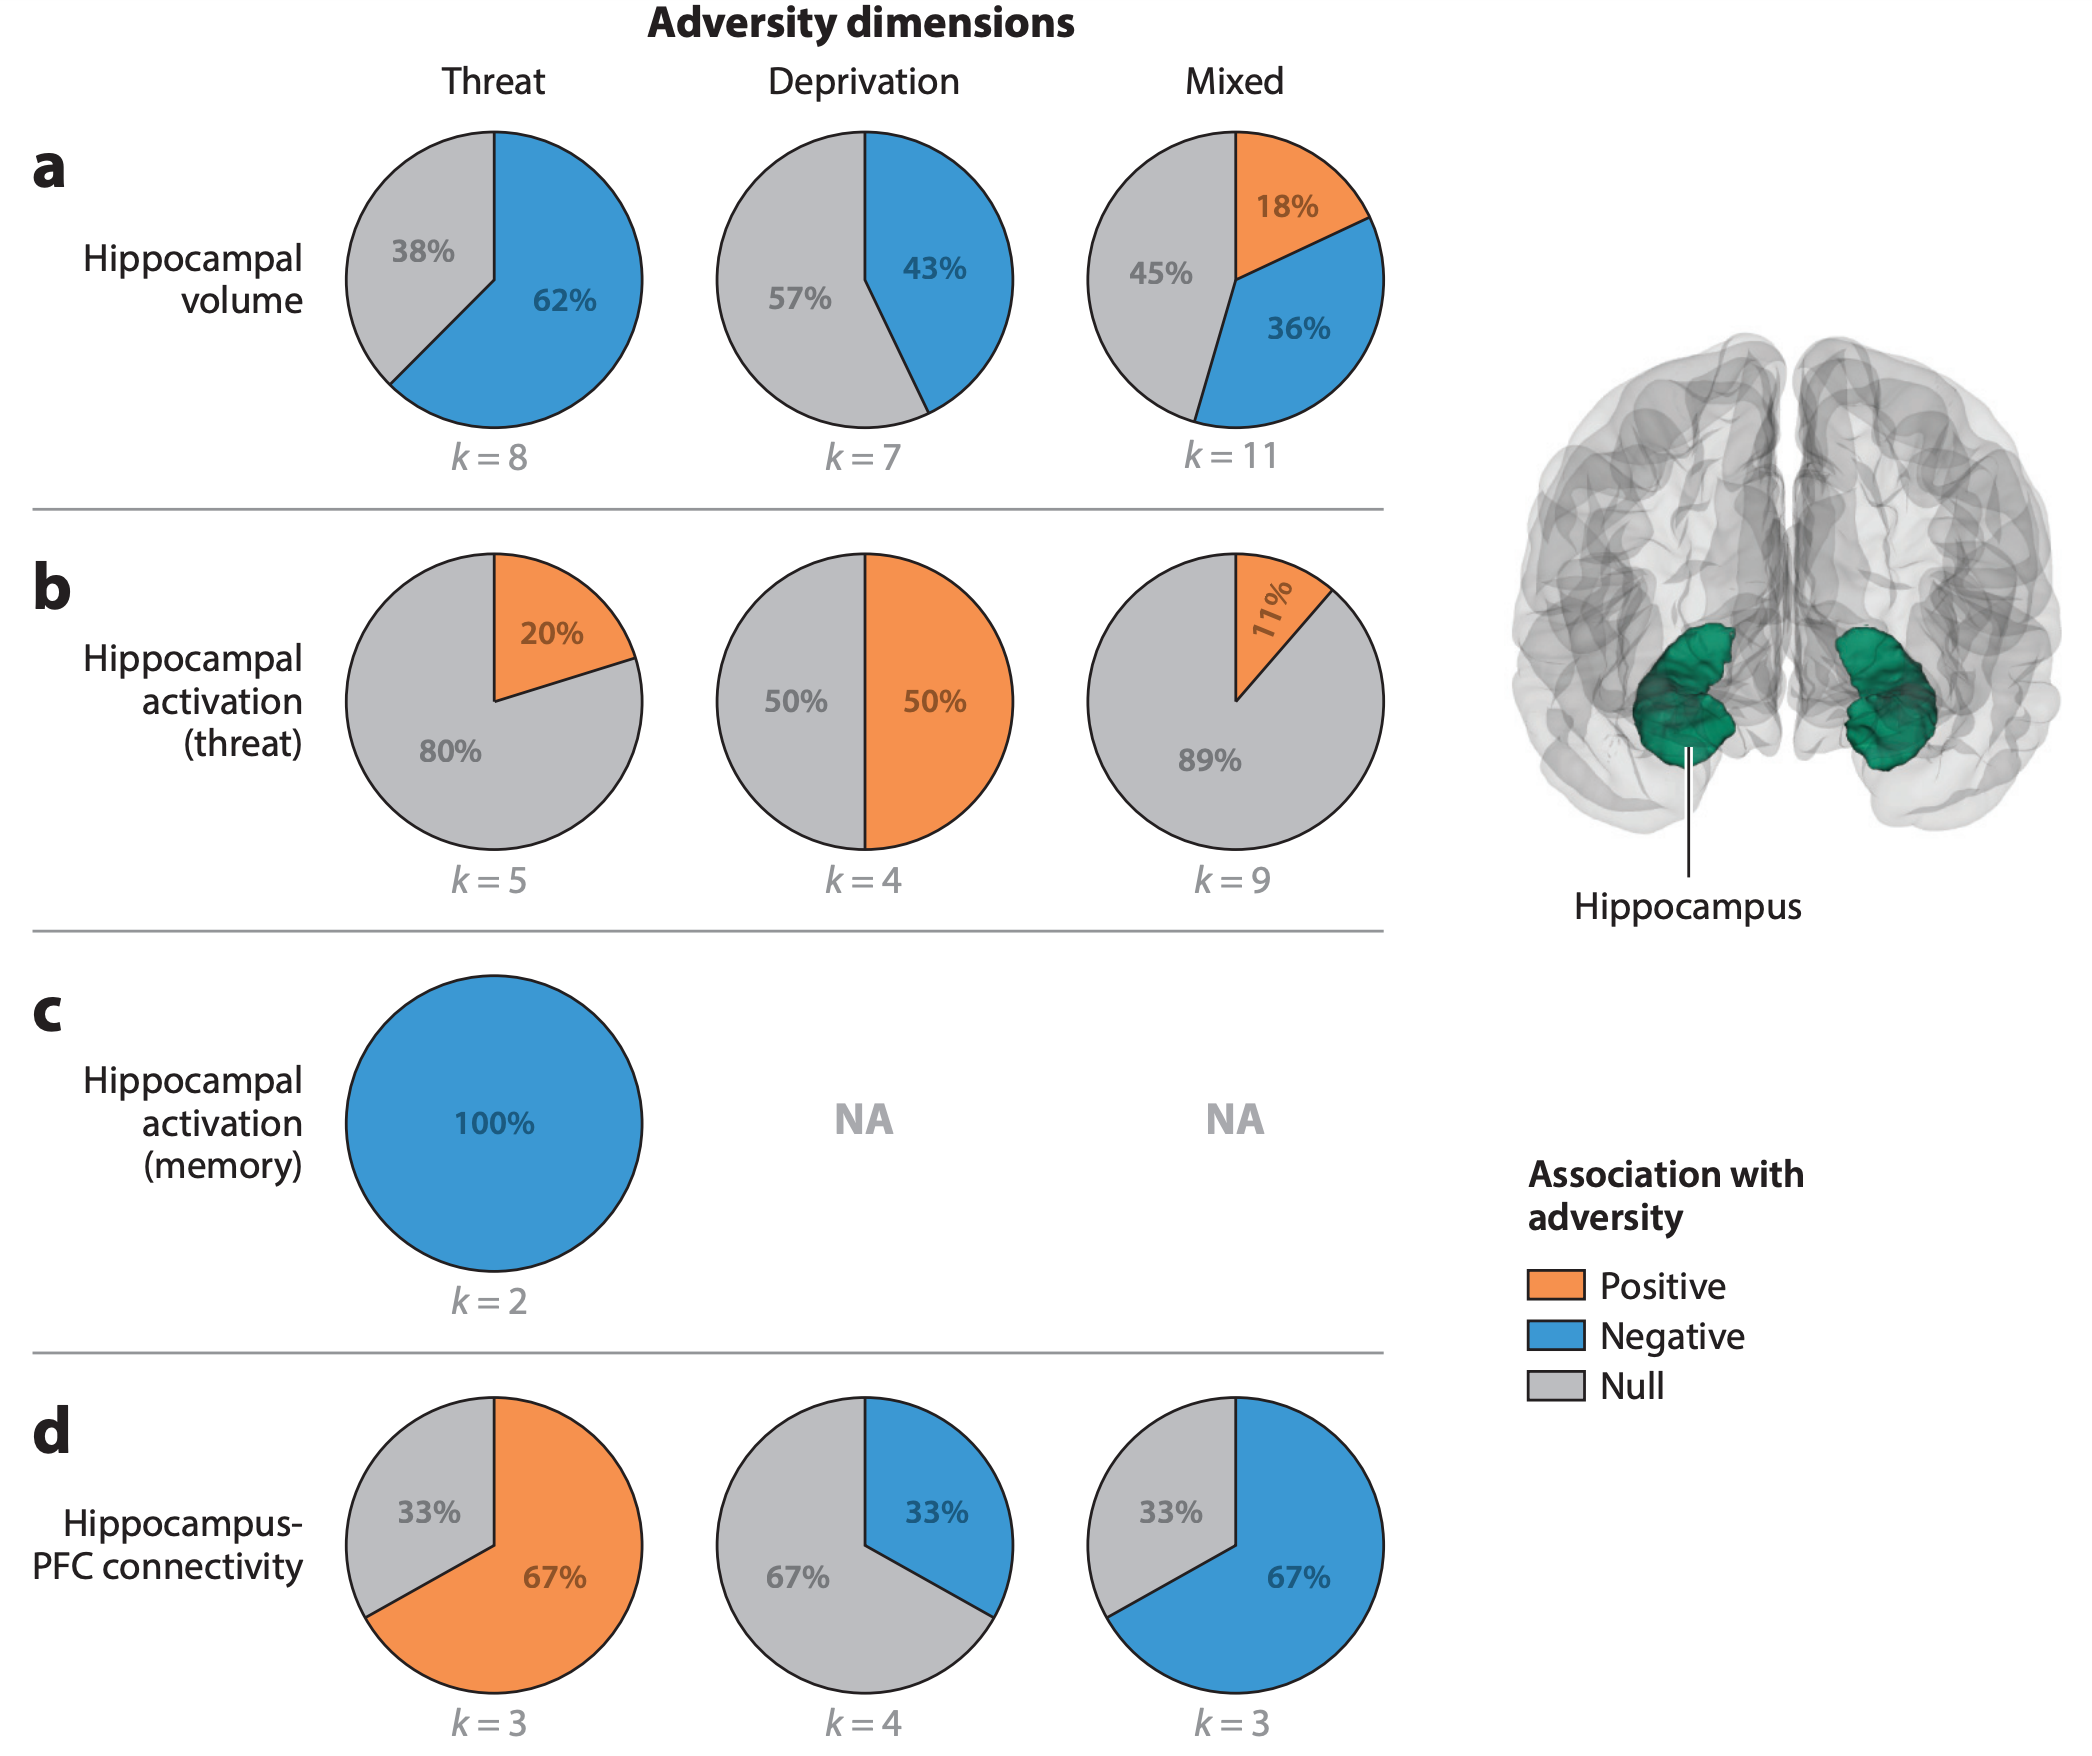 Adversity dimensions
Threat Deprivation Mixed
a
Hippocampal
volume
38% 62%
57% 43%
45% 18% 36%
k = 8 k = 7 k = 11
b
Hippocampal
activation
(threat)
20% 80%
50% 50%
11% 89%
k = 5 k = 4 k = 9
Hippocampus
c
Hippocampal
activation
(memory)
100% NA NA
k = 2
Association with
adversity
Positive
Negative
Null
d
Hippocampus-
PFC connectivity
33% 67%
67% 33%
33% 67%
k = 3 k = 4 k = 3